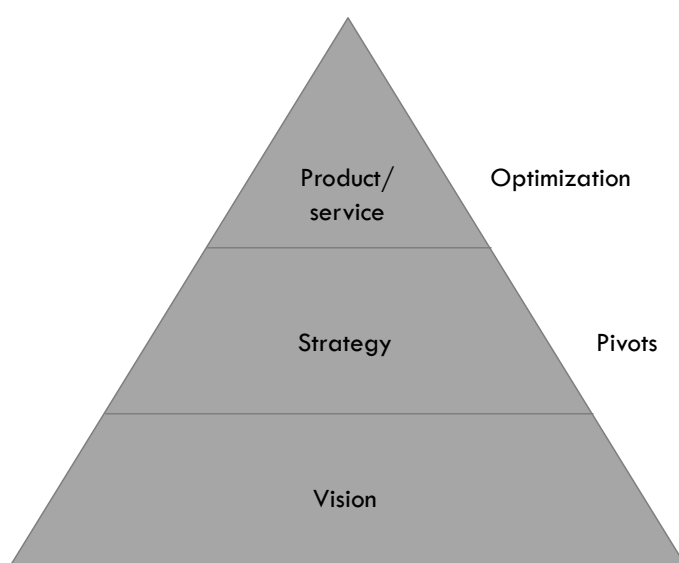 Product/
service
Optimization
Strategy
Pivots
Vision